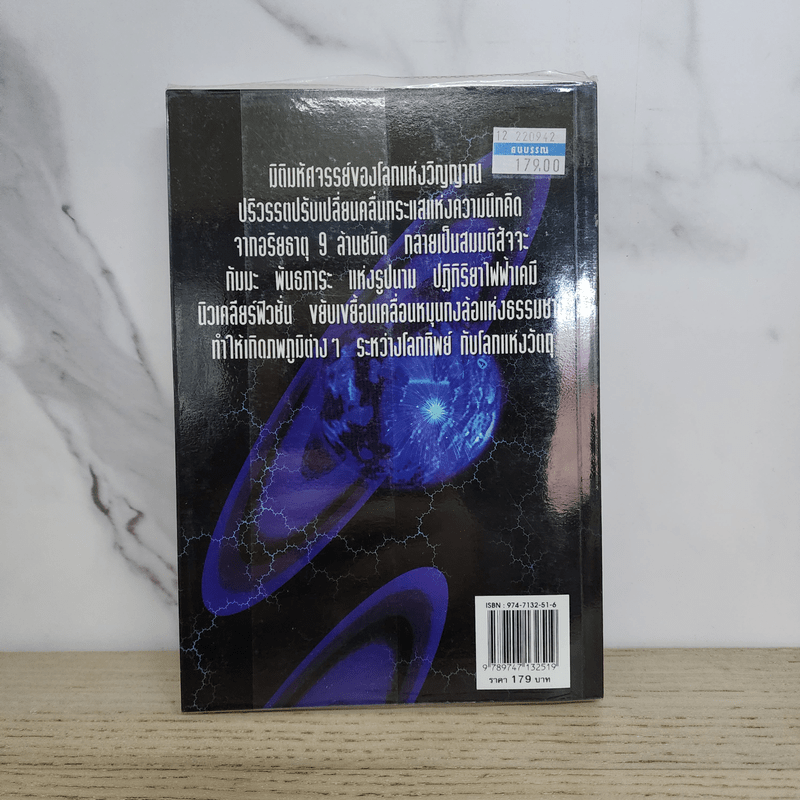 12 220942
ธนบรรณ
179.00
มิติมหัศจรรย์ของโลกแห่งวิญญาณ
ปริวรรตปรับเปลี่ยนคลื่นกระแสแห่งความนึกคิด
จากอริยธาตุ 9 ล้านชนิด กลายเป็นสมมติสัจจะ
กัมมะ พันธภาระ แห่งรูปนาม ปฏิกิริยาไฟฟ้าเคมี
นิวเคลียร์ฟิวชั่น ขยับเขยื้อนเคลื่อนหมุนกงล้อแห่งธรรมชา
ทำให้เกิดภพภูมิต่างๆ ระหว่างโลกทิพย์ กับโลกแห่งวัตถุ
ISBN : 974-7132-51-6
9 789747 132519
ราคา 179 บาท